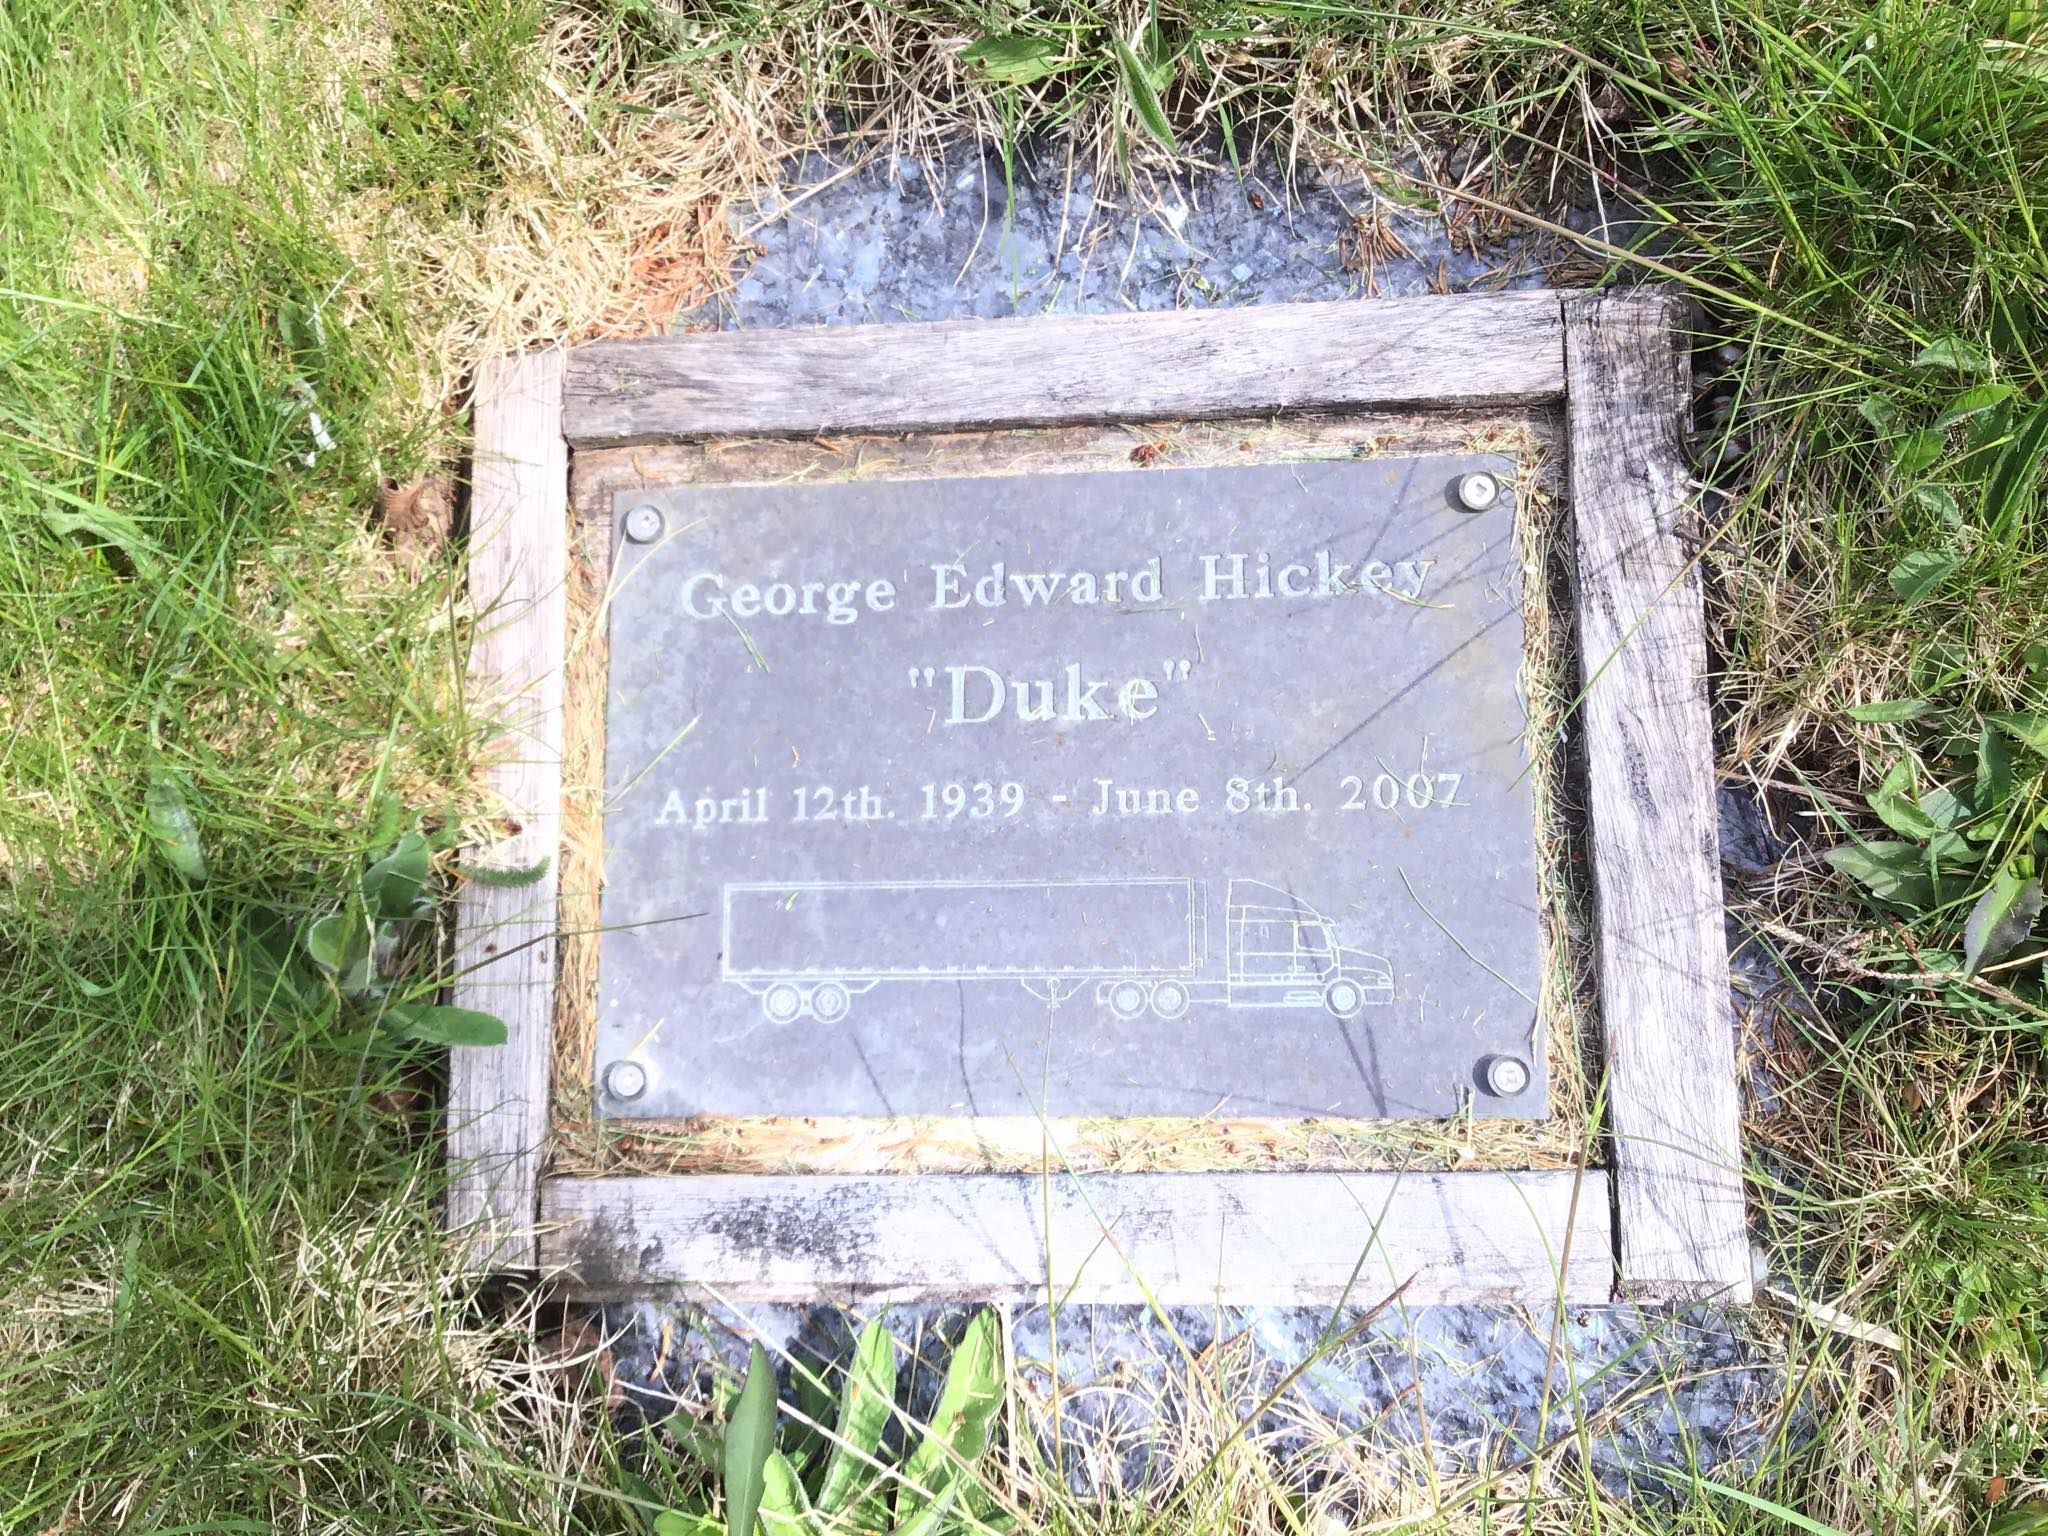 George Edward Hickey
"Duke"
April 12th. 1939 - June 8th. 2007